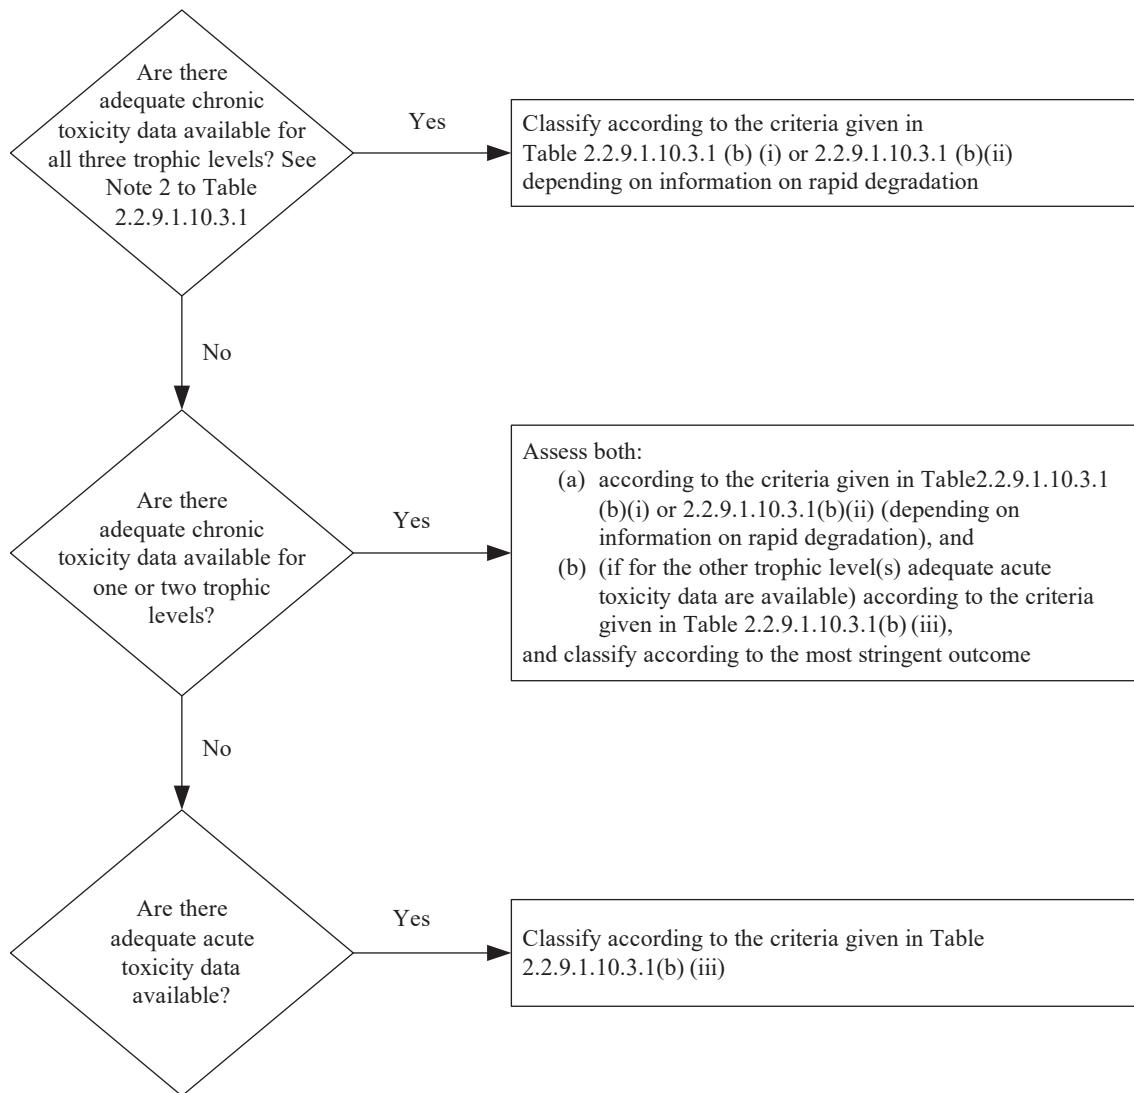 Are there
adequate chronic
toxicity data available for
all three trophic levels? See
Note 2 to Table
2.2.9.1.10.3.1
Yes
Classify according to the criteria given in
Table 2.2.9.1.10.3.1 (b) (i) or 2.2.9.1.10.3.1 (b)(ii)
depending on information on rapid degradation
No
Are there
adequate chronic
toxicity data available for
one or two trophic
levels?
Yes
Assess both:
(a) according to the criteria given in Table2.2.9.1.10.3.1
(b)(i) or 2.2.9.1.10.3.1(b)(ii) (depending on
information on rapid degradation), and
(b) (if for the other trophic level(s) adequate acute
toxicity data are available) according to the criteria
given in Table 2.2.9.1.10.3.1(b) (iii),
and classify according to the most stringent outcome
No
Are there
adequate acute
toxicity data
available?
Yes
Classify according to the criteria given in Table
2.2.9.1.10.3.1(b) (iii)